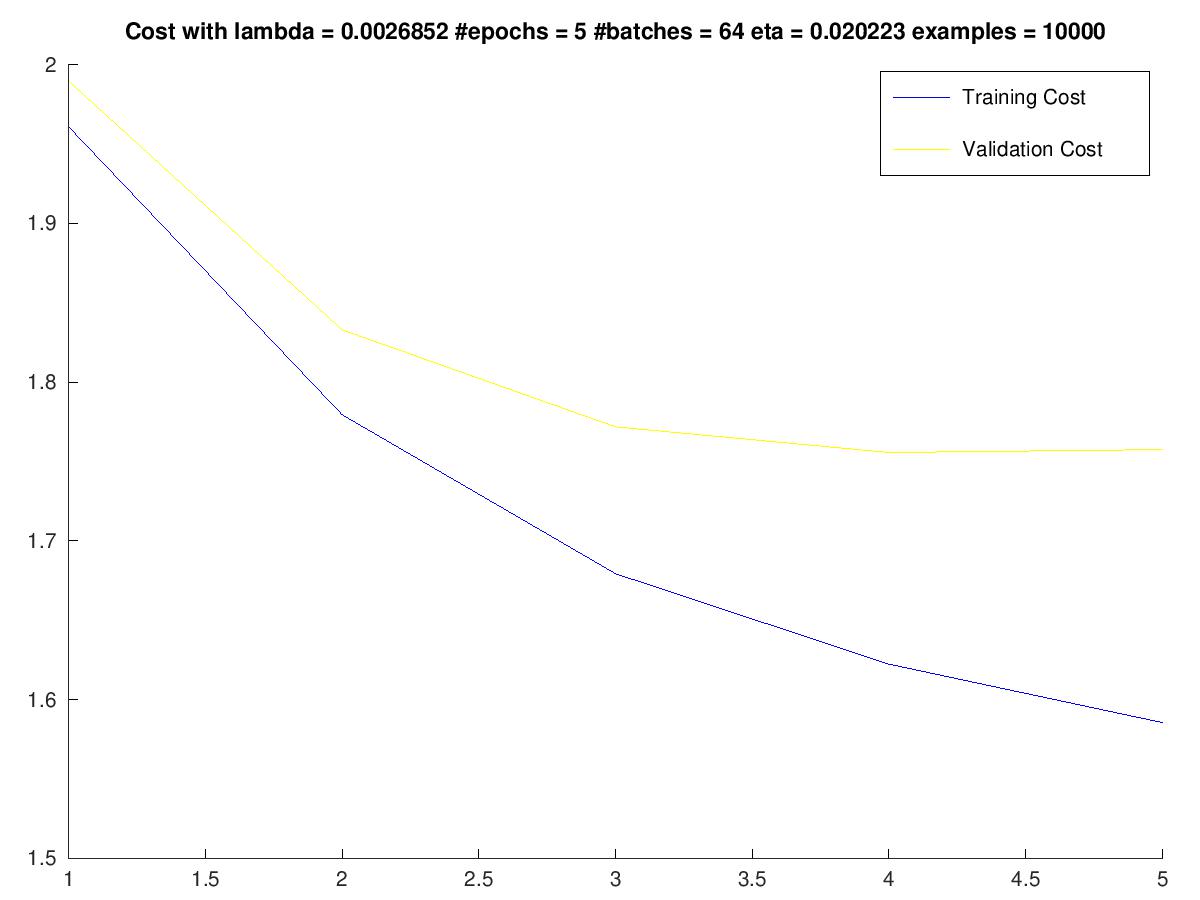 Cost with lambda = 0.0026852 #epochs = 5 #batches = 64 eta = 0.020223 examples = 10000
2
Training Cost
Validation Cost
1.9
1.8
1.7
1.6
1.5
1 1.5 2 2.5 3 3.5 4 4.5 5